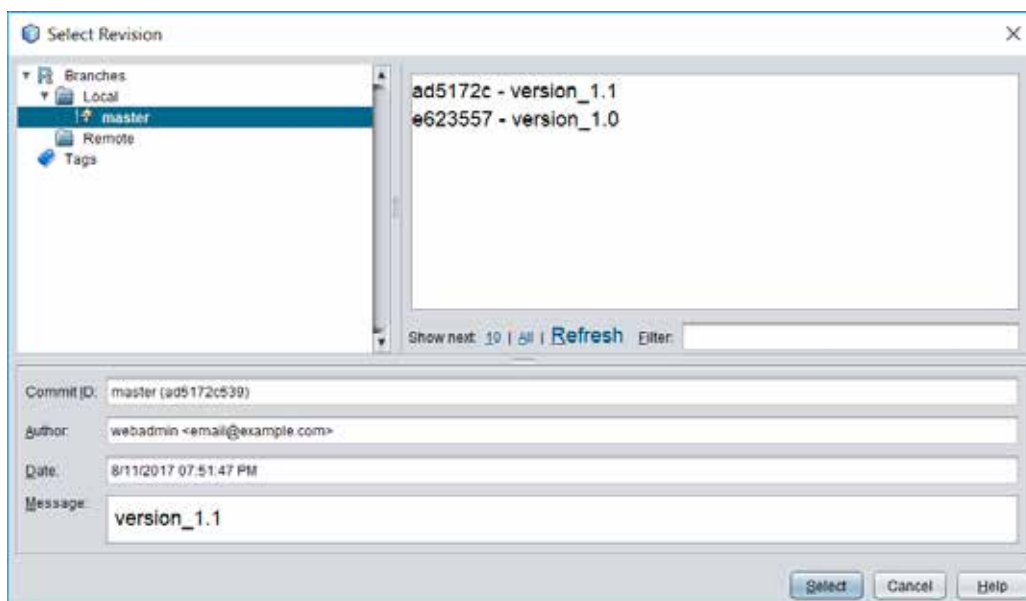 Select Revision
Branches
Local
master
Remote
Tags
ad5172c - version_1.1
e623557 - version_1.0
Show next: 10 | All | Refresh Filter:
Commit ID: master (ad5172c539)
Author: webadmin <email@example.com>
Date: 8/11/2017 07:51:47 PM
Message: version_1.1
Select Cancel Help